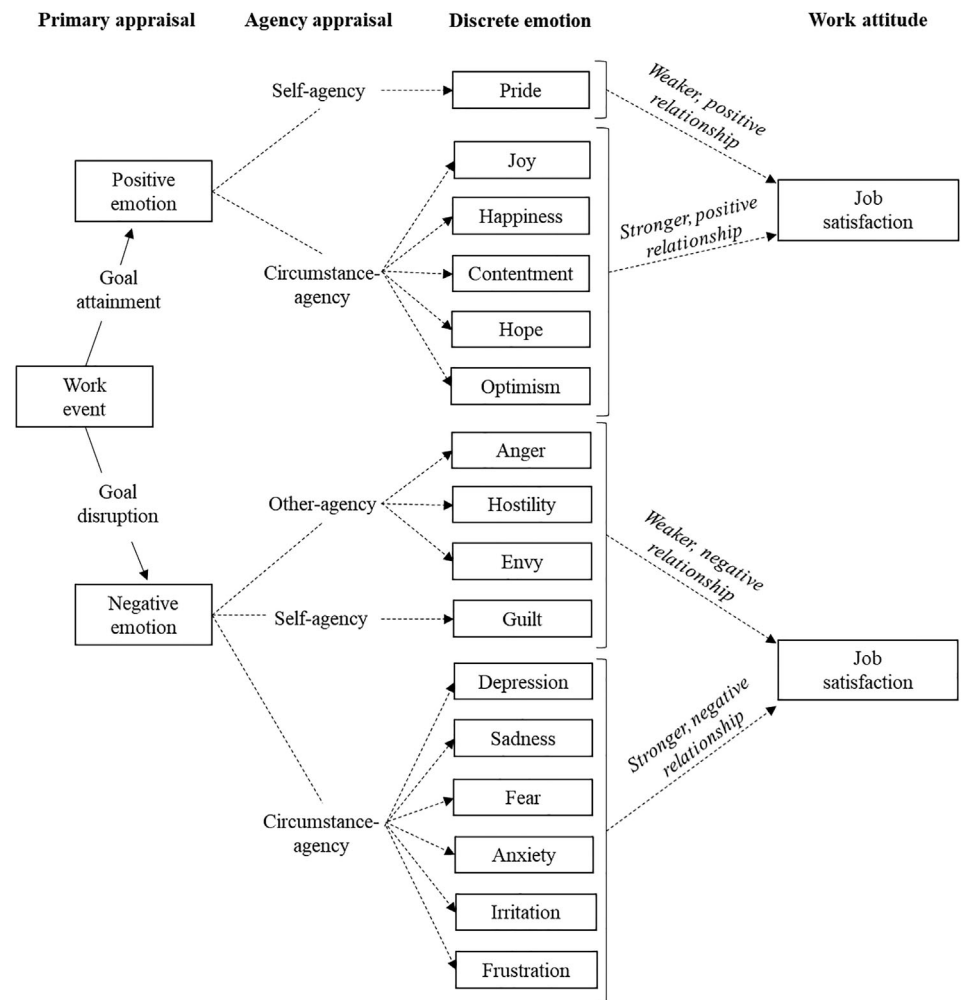 Primary appraisal
Agency appraisal
Discrete emotion
Work attitude
Self-agency
Pride
Weaker, positive
relationship
Positive
emotion
Joy
Happiness
Job
satisfaction
Stronger, positive
relationship
Goal
attainment
Circumstance-
agency
Contentment
Hope
Optimism
Work
event
Anger
Goal
disruption
Other-agency
Hostility
Envy
Weaker, negative
relationship
Negative
emotion
Self-agency
Guilt
Job
satisfaction
Depression
Sadness
Stronger, negative
relationship
Fear
Circumstance-
agency
Anxiety
Irritation
Frustration